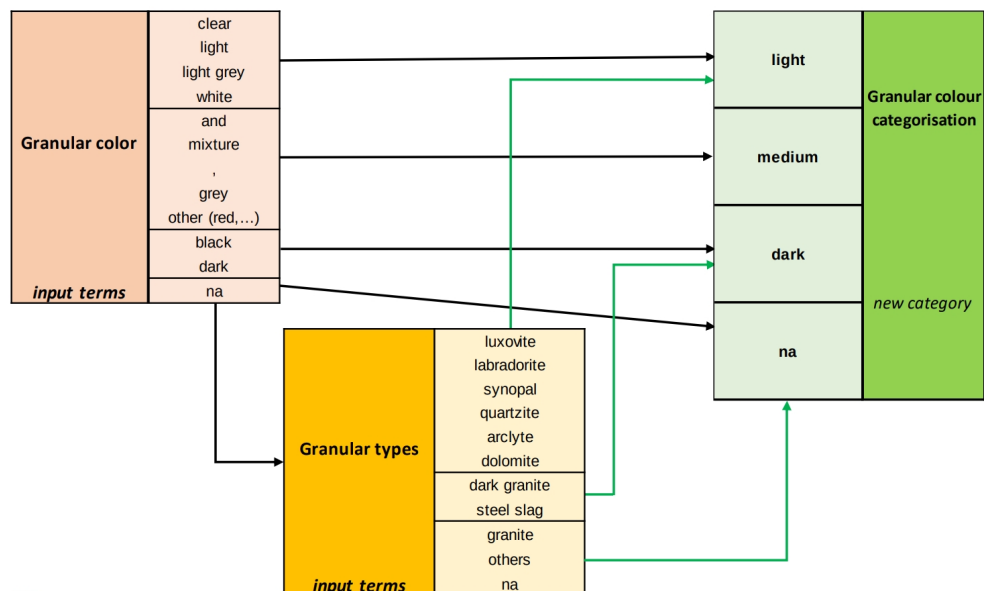 clear
light
light grey
white
and
mixture
,
grey
other (red,...)
black
dark
na
Granular color
input terms
luxovite
labradorite
synopal
quartzite
arclyte
dolomite
dark granite
steel slag
granite
others
na
Granular types
input terms
light
medium
dark
na
Granular colour
categorisation
new category